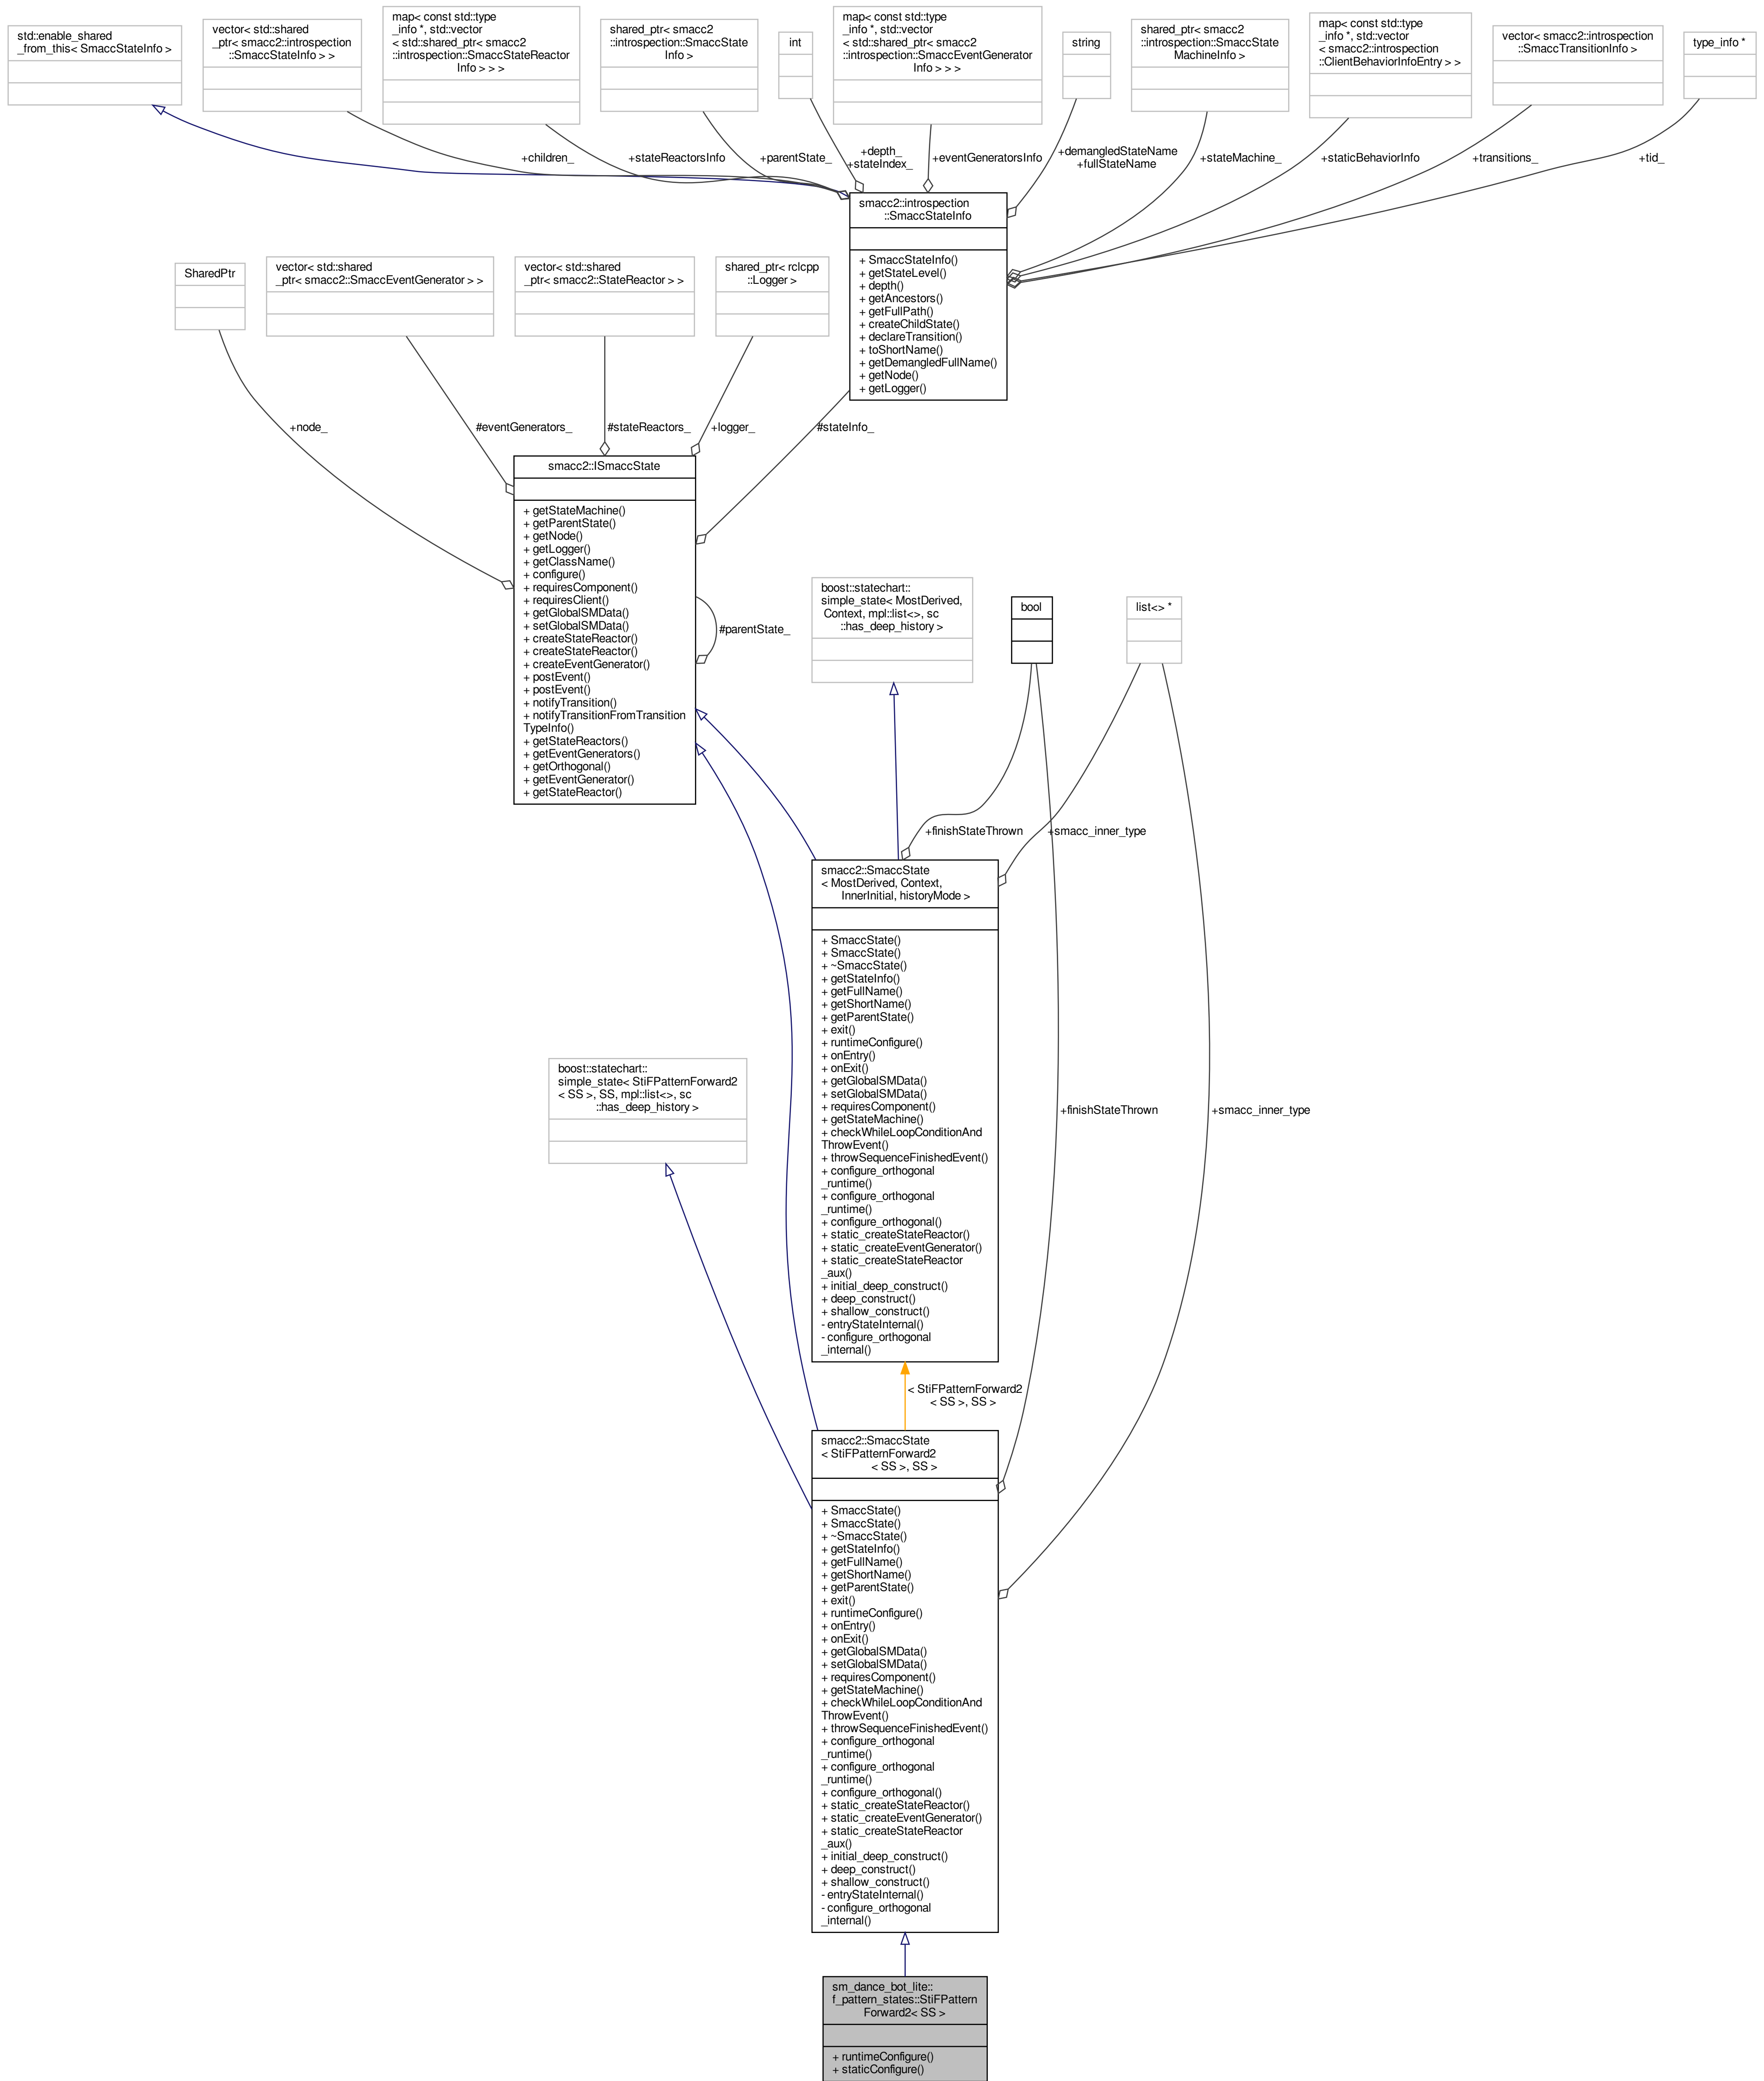 std::enable_shared
_from_this< SmaccStateInfo >
vector< std::shared
_ptr< smacc2::introspection
::SmaccStateInfo > >
map< const std::type
_info *, std::vector
< std::shared_ptr< smacc2
::introspection::SmaccStateReactor
Info > > >
shared_ptr< smacc2
::introspection::SmaccState
Info >
int
map< const std::type
_info *, std::vector
< std::shared_ptr< smacc2
::introspection::SmaccEventGenerator
Info > > >
string
shared_ptr< smacc2
::introspection::SmaccState
MachineInfo >
map< const std::type
_info *, std::vector
< smacc2::introspection
::ClientBehaviorInfoEntry > >
vector< smacc2::introspection
::SmaccTransitionInfo >
type_info *
+children_
+stateReactorsInfo
+parentState_
+depth_
+stateIndex_
+eventGeneratorsInfo
+demangledStateName
+fullStateName
+stateMachine_
+staticBehaviorInfo
+transitions_
+tid_
smacc2::introspection
::SmaccStateInfo
+ SmaccStateInfo()
+ getStateLevel()
+ depth()
+ getAncestors()
+ getFullPath()
+ createChildState()
+ declareTransition()
+ toShortName()
+ getDemangledFullName()
+ getNode()
+ getLogger()
SharedPtr
vector< std::shared
_ptr< smacc2::SmaccEventGenerator > >
vector< std::shared
_ptr< smacc2::StateReactor > >
shared_ptr< rclcpp
::Logger >
+node_
#eventGenerators_
#stateReactors_
+logger_
#stateInfo_
smacc2::ISmaccState
+ getStateMachine()
+ getParentState()
+ getNode()
+ getLogger()
+ getClassName()
+ configure()
+ requiresComponent()
+ requiresClient()
+ getGlobalSMData()
+ setGlobalSMData()
+ createStateReactor()
+ createStateReactor()
+ createEventGenerator()
+ postEvent()
+ postEvent()
+ notifyTransition()
+ notifyTransitionFromTransition
TypeInfo()
+ getStateReactors()
+ getEventGenerators()
+ getOrthogonal()
+ getEventGenerator()
+ getStateReactor()
#parentState_
boost::statechart::
simple_state< MostDerived,
Context, mpl::list<>, sc
::has_deep_history >
bool
list<> *
+finishStateThrown
+smacc_inner_type
smacc2::SmaccState
< MostDerived, Context,
InnerInitial, historyMode >
+ SmaccState()
+ SmaccState()
+ ~SmaccState()
+ getStateInfo()
+ getFullName()
+ getShortName()
+ getParentState()
+ exit()
+ runtimeConfigure()
+ onEntry()
+ onExit()
+ getGlobalSMData()
+ setGlobalSMData()
+ requiresComponent()
+ getStateMachine()
+ checkWhileLoopConditionAnd
ThrowEvent()
+ throwSequenceFinishedEvent()
+ configure_orthogonal
_runtime()
+ configure_orthogonal
_runtime()
+ configure_orthogonal()
+ static_createStateReactor()
+ static_createEventGenerator()
+ static_createStateReactor
_aux()
+ initial_deep_construct()
+ deep_construct()
+ shallow_construct()
- entryStateInternal()
- configure_orthogonal
_internal()
boost::statechart::
simple_state< StiFPatternForward2
< SS >, SS, mpl::list<>, sc
::has_deep_history >
+finishStateThrown
+smacc_inner_type
< StiFPatternForward2
< SS >, SS >
smacc2::SmaccState
< StiFPatternForward2
< SS >, SS >
+ SmaccState()
+ SmaccState()
+ ~SmaccState()
+ getStateInfo()
+ getFullName()
+ getShortName()
+ getParentState()
+ exit()
+ runtimeConfigure()
+ onEntry()
+ onExit()
+ getGlobalSMData()
+ setGlobalSMData()
+ requiresComponent()
+ getStateMachine()
+ checkWhileLoopConditionAnd
ThrowEvent()
+ throwSequenceFinishedEvent()
+ configure_orthogonal
_runtime()
+ configure_orthogonal
_runtime()
+ configure_orthogonal()
+ static_createStateReactor()
+ static_createEventGenerator()
+ static_createStateReactor
_aux()
+ initial_deep_construct()
+ deep_construct()
+ shallow_construct()
- entryStateInternal()
- configure_orthogonal
_internal()
sm_dance_bot_lite::
f_pattern_states::StiFPattern
Forward2< SS >
+ runtimeConfigure()
+ staticConfigure()